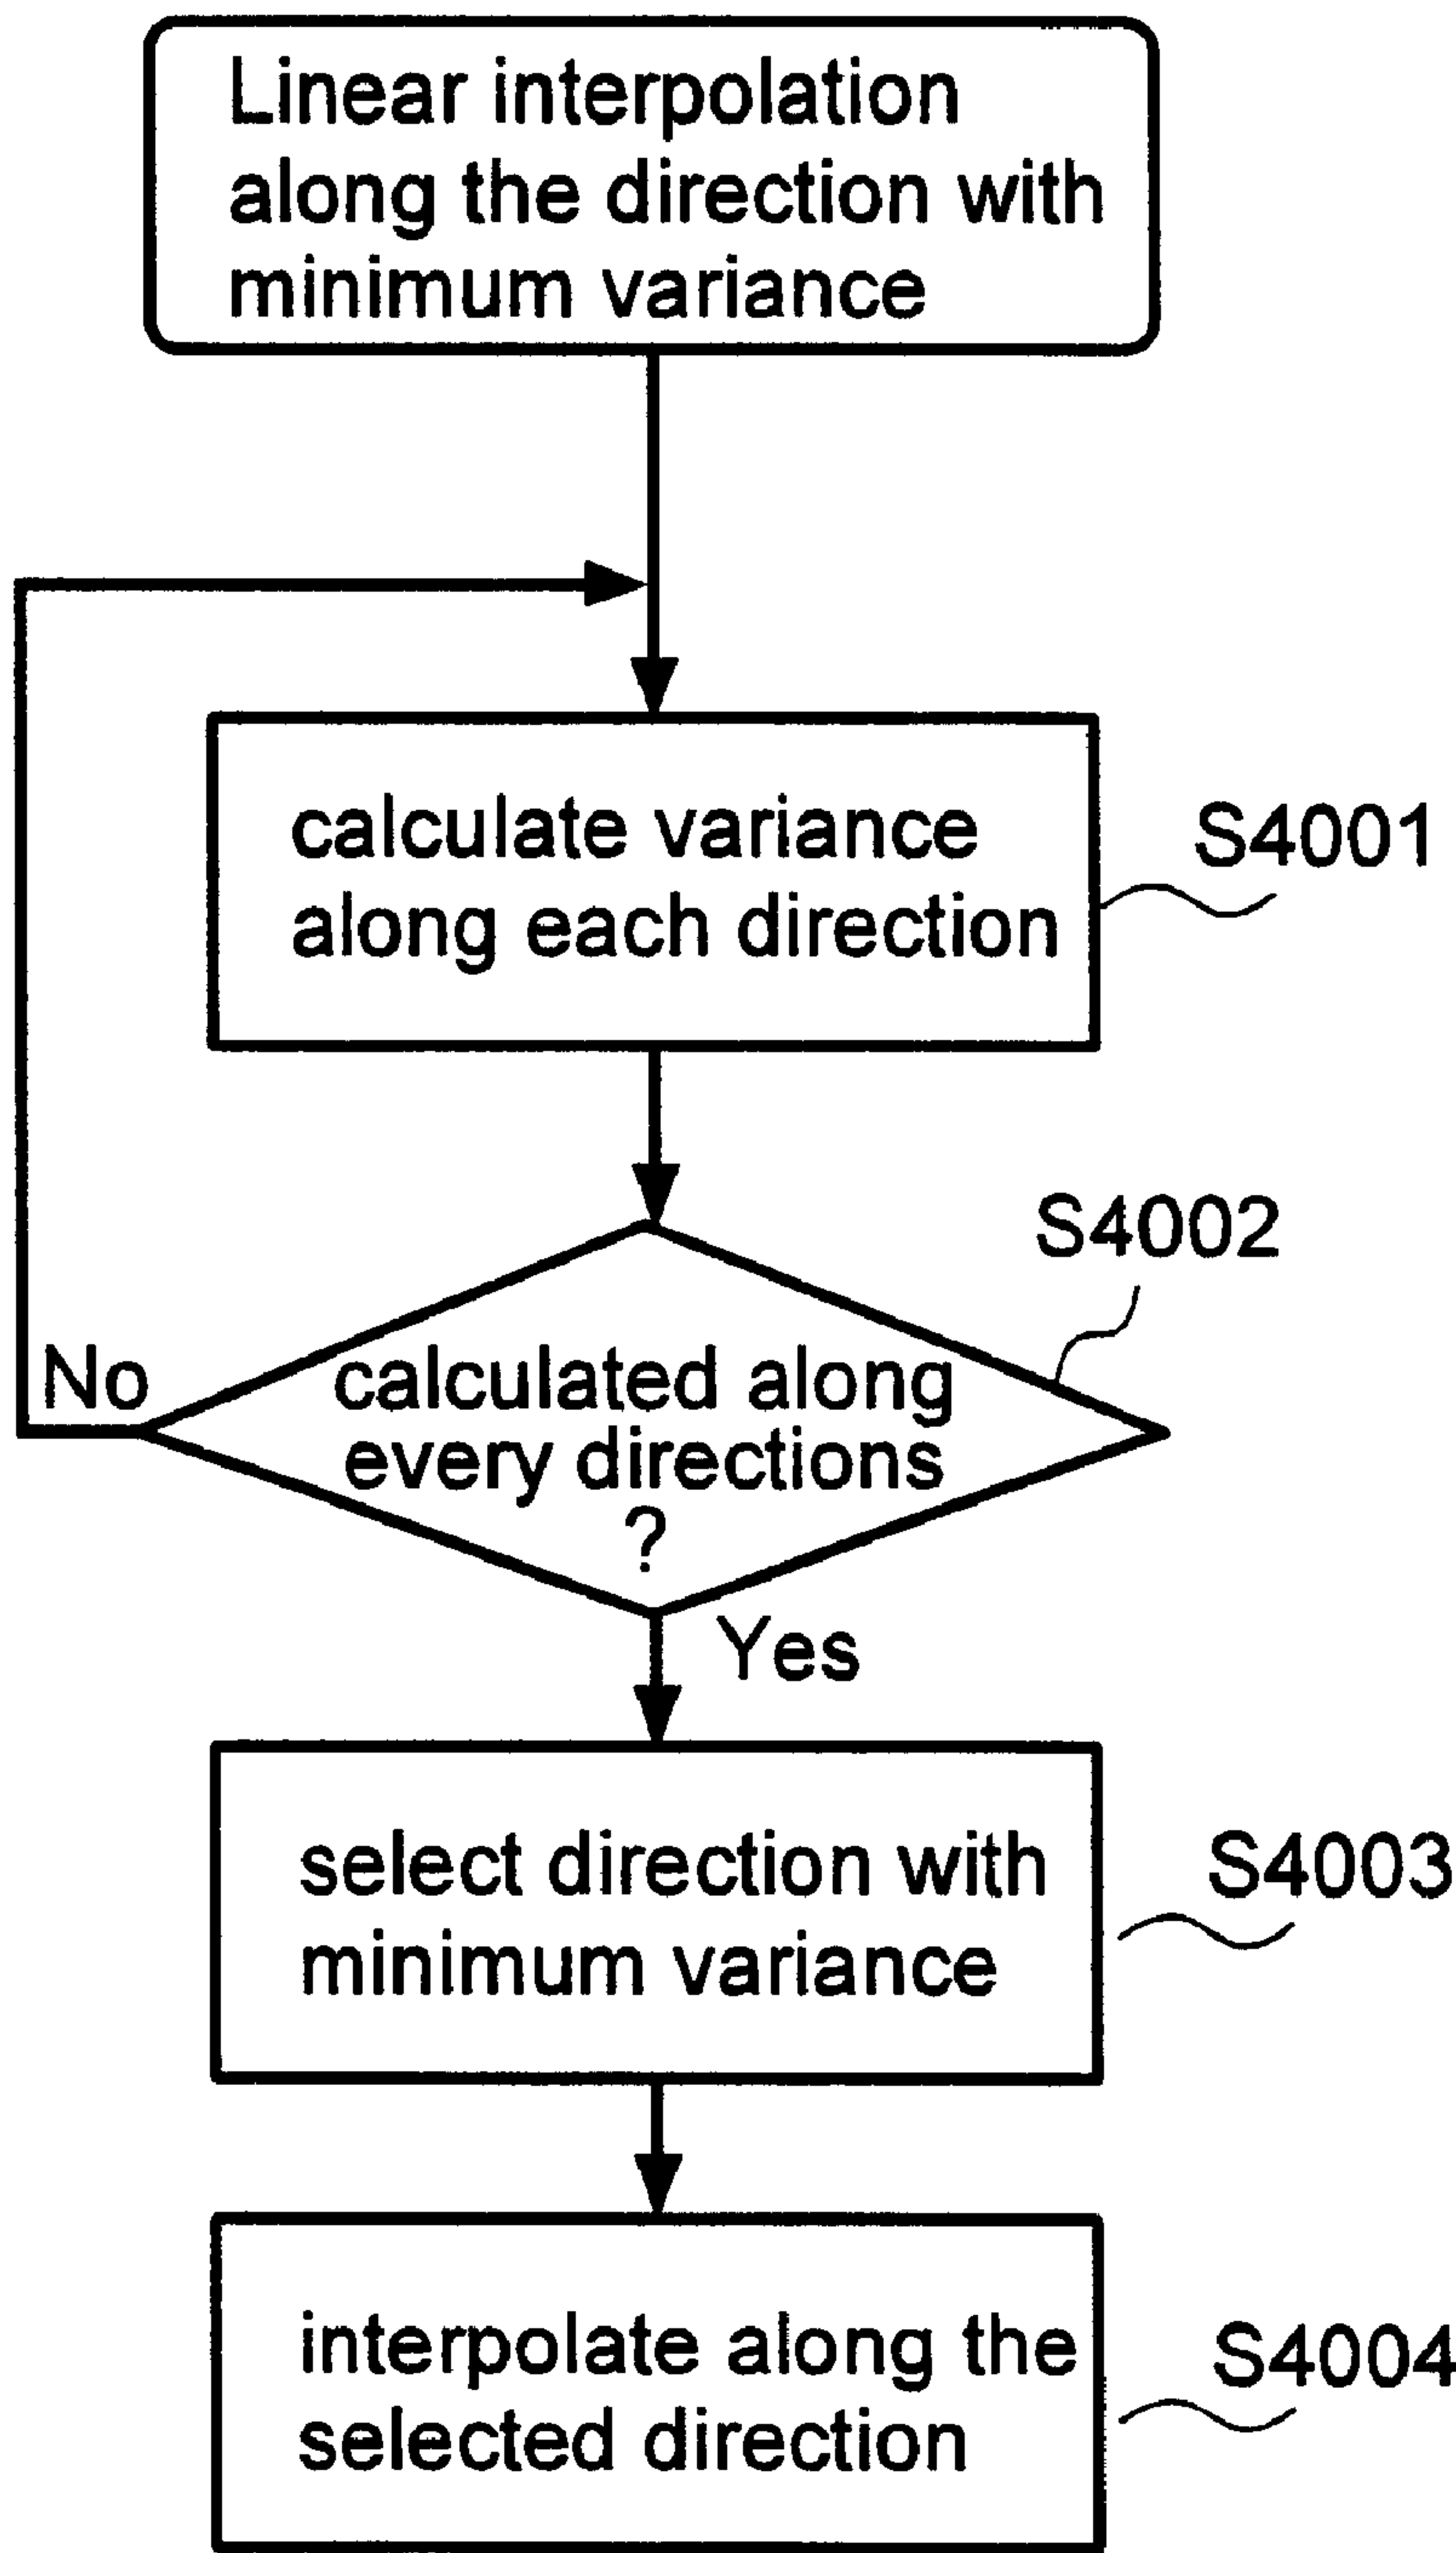 Linear interpolation
along the direction with
minimum variance
calculate variance
along each direction
S4001
S4002
No
calculated along
every directions
?
Yes
select direction with
minimum variance
S4003
interpolate along the
selected direction
S4004